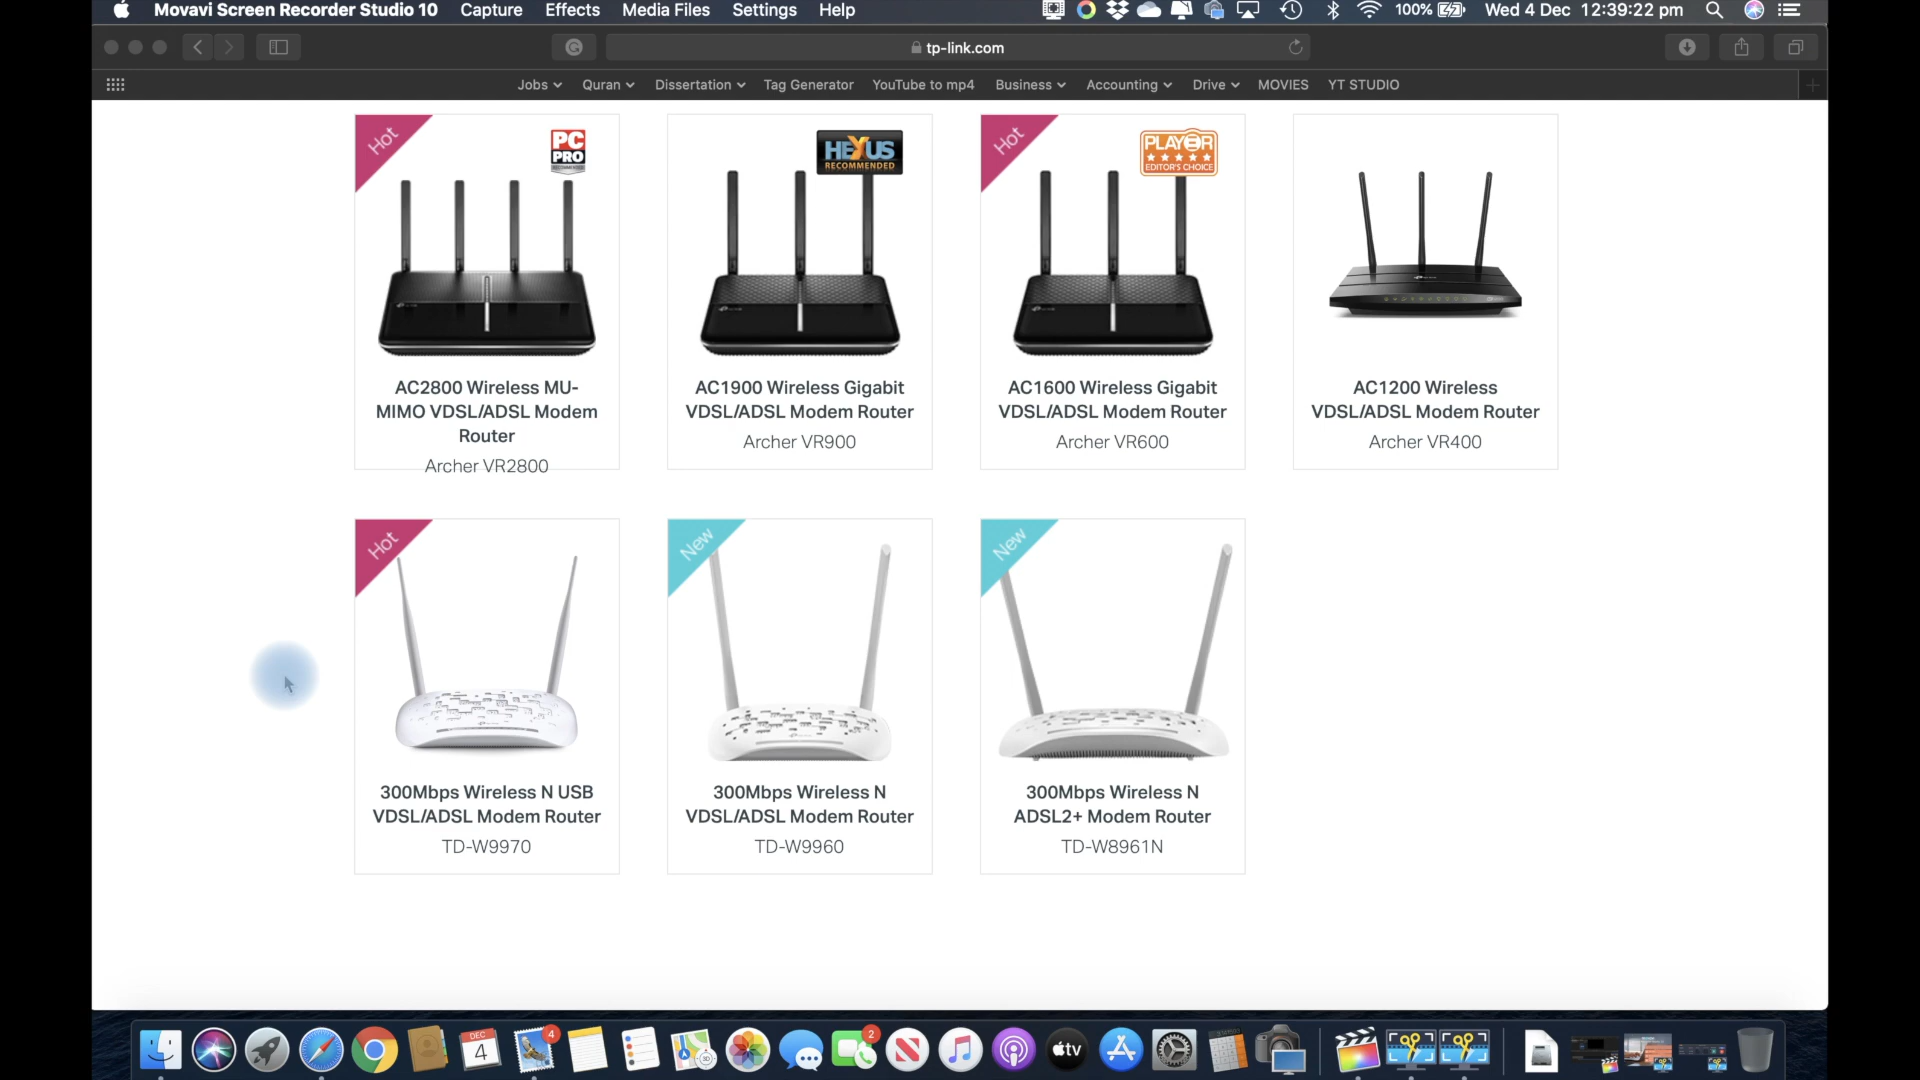 Movavi Screen Recorder Studio 10 Capture Effects Media Files Settings Help 100% Wed 4 Dec 12:39:22 pm
tp-link.com
Jobs Quran Dissertation Tag Generator YouTube to mp4 Business Accounting Drive MOVIES YT STUDIO
Hot
PC
PRO
HEXUS
RECOMMENDED
Hot
PLAYER
EDITOR'S CHOICE
AC2800 Wireless MU-
MIMO VDSL/ADSL Modem
Router
Archer VR2800
AC1900 Wireless Gigabit
VDSL/ADSL Modem Router
Archer VR900
AC1600 Wireless Gigabit
VDSL/ADSL Modem Router
Archer VR600
AC1200 Wireless
VDSL/ADSL Modem Router
Archer VR400
Hot
New
New
300Mbps Wireless N USB
VDSL/ADSL Modem Router
TD-W9970
300Mbps Wireless N
VDSL/ADSL Modem Router
TD-W9960
300Mbps Wireless N
ADSL2+ Modem Router
TD-W8961N
DEC
4
4
3D
2
tv